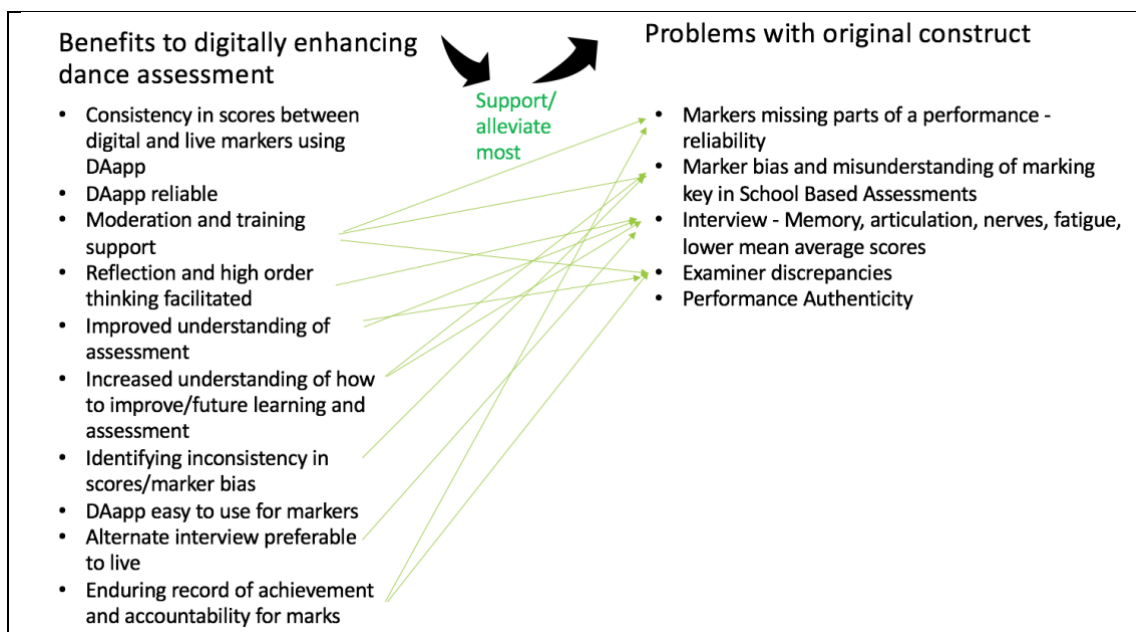 Benefits to digitally enhancing
dance assessment
• Consistency in scores between
digital and live markers using
DAapp
• DAapp reliable
• Moderation and training
support
• Reflection and high order
thinking facilitated
• Improved understanding of
assessment
• Increased understanding of how
to improve/future learning and
assessment
• Identifying inconsistency in
scores/marker bias
• DAapp easy to use for markers
• Alternate interview preferable
to live
• Enduring record of achievement
and accountability for marks
Support/
alleviate
most
Problems with original construct
• Markers missing parts of a performance -
reliability
• Marker bias and misunderstanding of marking
key in School Based Assessments
• Interview - Memory, articulation, nerves, fatigue,
lower mean average scores
• Examiner discrepancies
• Performance Authenticity